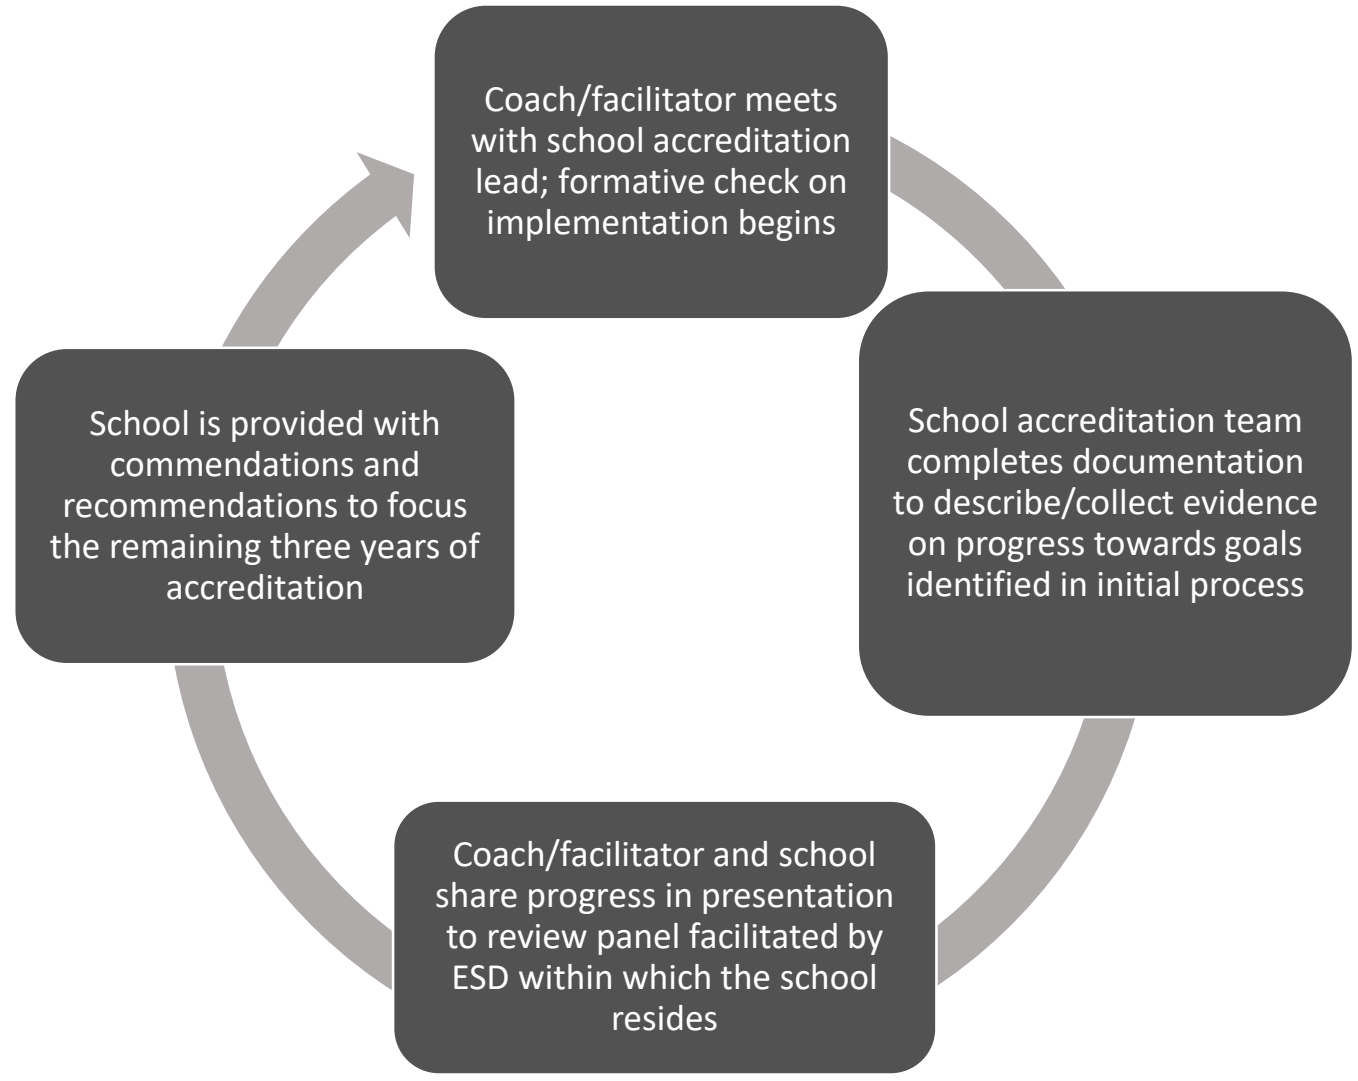 Coach/facilitator meets
with school accreditation
lead; formative check on
implementation begins
School accreditation team
completes documentation
to describe/collect evidence
on progress towards goals
identified in initial process
Coach/facilitator and school
share progress in presentation
to review panel facilitated by
ESD within which the school
resides
School is provided with
commendations and
recommendations to focus
the remaining three years of
accreditation